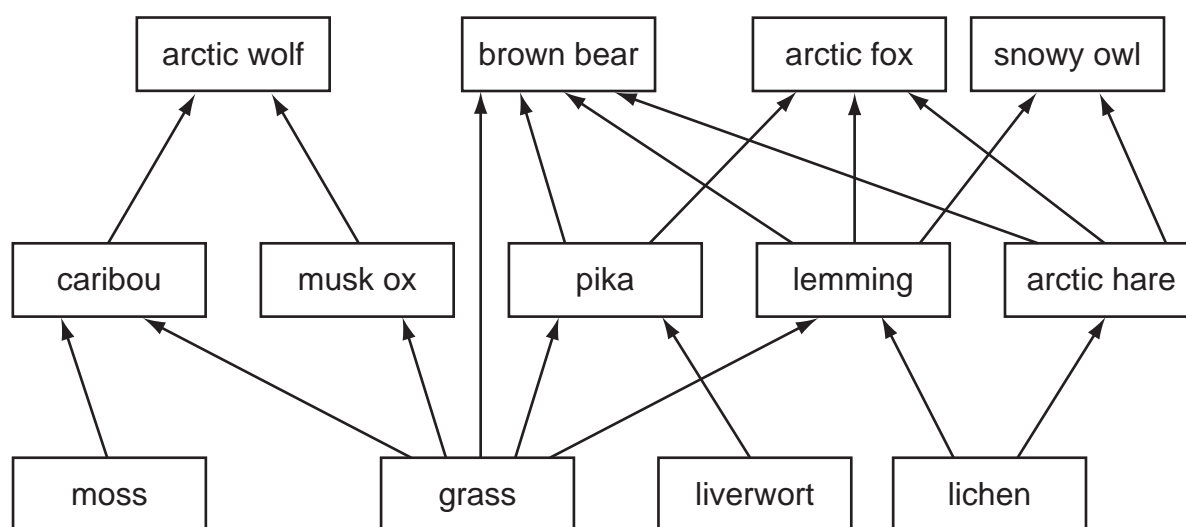 arctic wolf
brown bear
arctic fox
snowy owl
caribou
musk ox
pika
lemming
arctic hare
moss
grass
liverwort
lichen